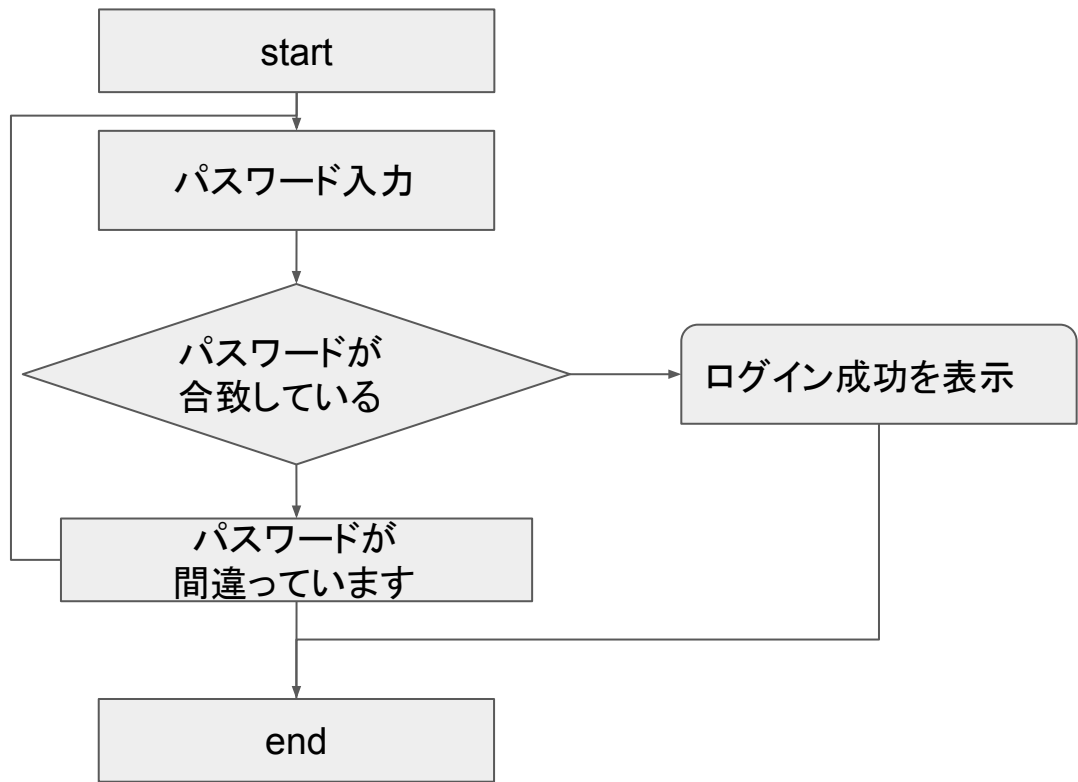 start
パスワード入力
パスワードが
合致している
ログイン成功を表示
パスワードが
間違っています
end